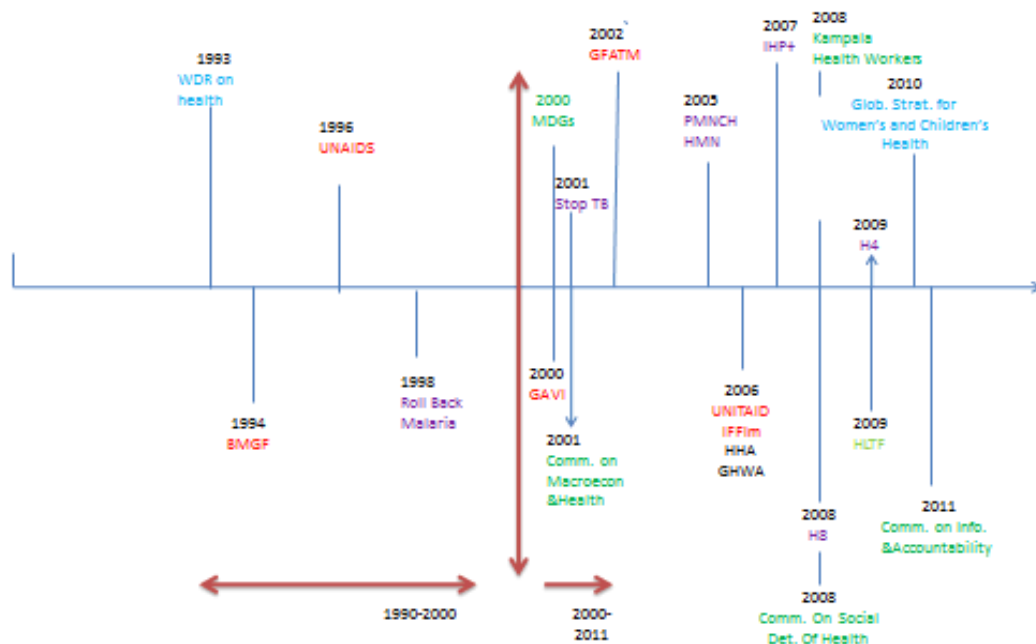 1993
WDR on
health
1996
UNAIDS
2000
MDGs
2001
Stop TB
2002`
GFATM
2005
PMNCH
HMN
2007
IHP+
2008
Kampala
Health Workers
2010
Glob. Strat. for
Women's and Children's
Health
2009
H4
1994
BMGF
1998
Roll Back
Malaria
2000
GAVI
2001
Comm. on
Macroecon
&Health
2006
UNITAID
IFFIm
HHA
GHWA
2008
H8
2008
Comm. On Social
Det. Of Health
2009
HLTF
2011
Comm. on Info.
&Accountability
1990-2000
2000-
2011